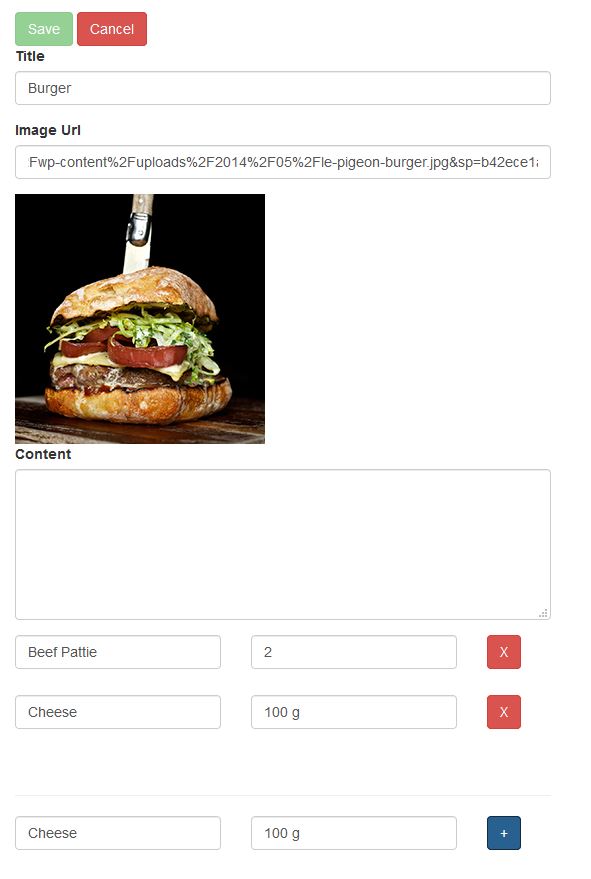 Save Cancel
Title
Burger
Image Url
Fwp-content%2Fuploads%2F2014%2F05%2Fle-pigeon-burger.jpg&sp=b42ece1a
Content
Beef Pattie 2 X
Cheese 100 g X
Cheese 100 g +